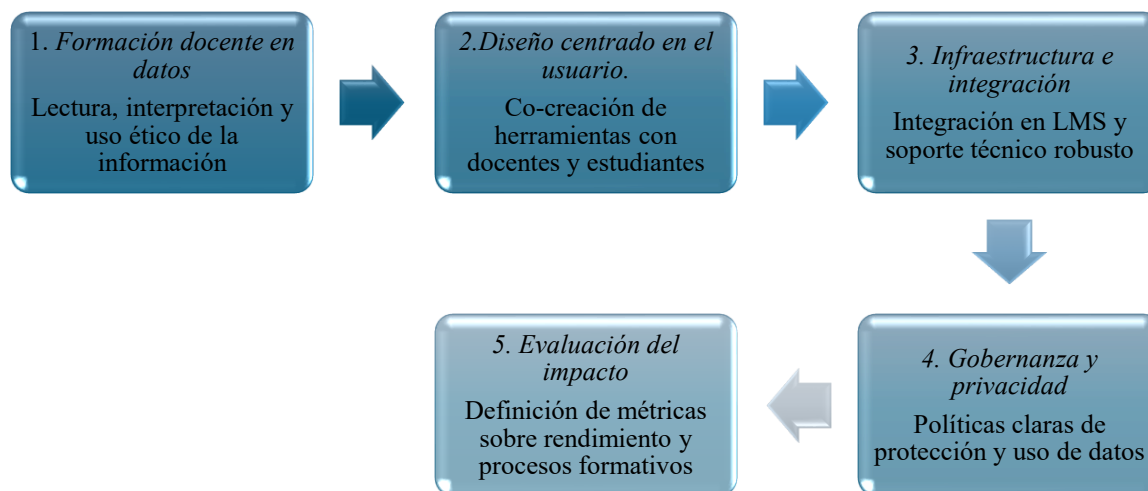 1. Formación docente en
datos
Lectura, interpretación y
uso ético de la
información
2.Diseño centrado en el
usuario.
Co-creación de
herramientas con
docentes y estudiantes
3. Infraestructura e
integración
Integración en LMS y
soporte técnico robusto
4. Gobernanza y
privacidad
Políticas claras de
protección y uso de datos
5. Evaluación del
impacto
Definición de métricas
sobre rendimiento y
procesos formativos